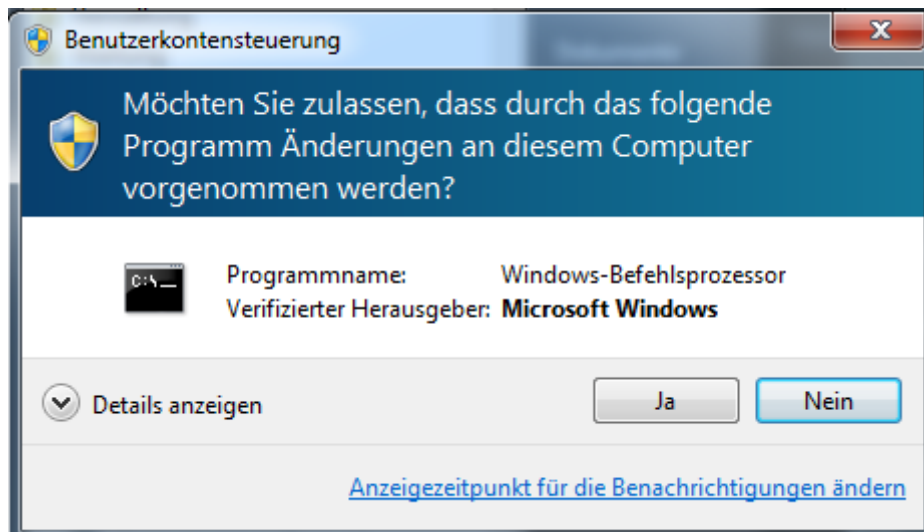 Benutzerkontensteuerung
Möchten Sie zulassen, dass durch das folgende
Programm Änderungen an diesem Computer
vorgenommen werden?
C:\
Programmname: Windows-Befehlsprozessor
Verifizierter Herausgeber: Microsoft Windows
Details anzeigen
Ja
Nein
Anzeigezeitpunkt für die Benachrichtigungen ändern